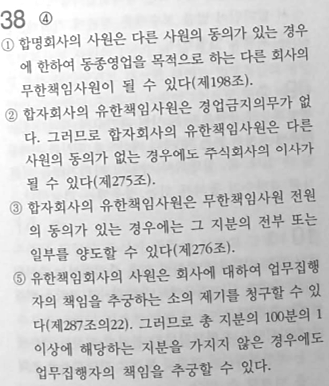 38 ④
① 합명회사의 사원은 다른 사원의 동의가 있는 경우
에 한하여 동종영업을 목적으로 하는 다른 회사의
무한책임사원이 될 수 있다(제198조).
② 합자회사의 유한책임사원은 경업금지의무가 없
다. 그러므로 합자회사의 유한책임사원은 다른
사원의 동의가 없는 경우에도 주식회사의 이사가
될 수 있다(제275조).
③ 합자회사의 유한책임사원은 무한책임사원 전원
의 동의가 있는 경우에는 그 지분의 전부 또는
일부를 양도할 수 있다(제276조).
⑤ 유한책임회사의 사원은 회사에 대하여 업무집행
자의 책임을 추궁하는 소의 제기를 청구할 수 있
다(제287조의22). 그러므로 총 지분의 100분의 1
이상에 해당하는 지분을 가지지 않은 경우에도
업무집행자의 책임을 추궁할 수 있다.